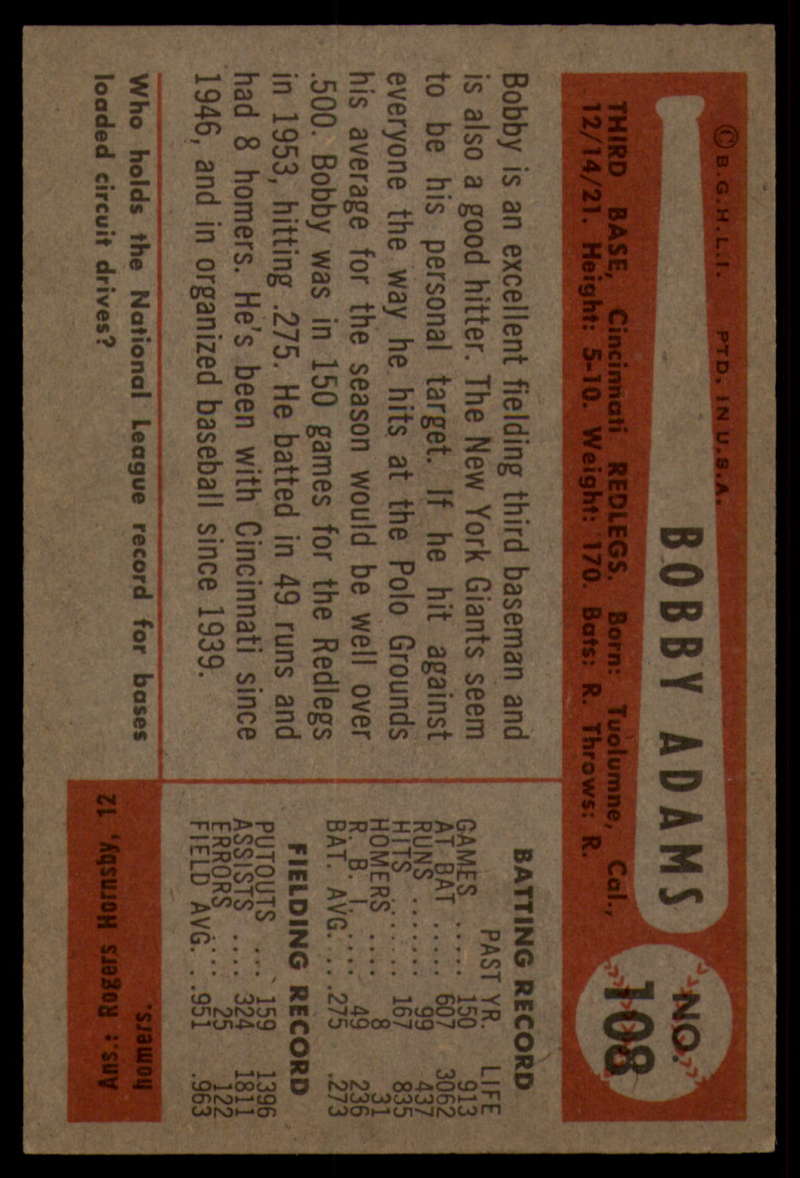 © B.G.H.L.I. PTD. IN U.S.A.
BOBBY ADAMS
NO.
108
THIRD BASE, Cincinnati REDLEGS. Born: Tuolumne, Cal.,
12/14/21. Height: 5-10. Weight: 170. Bats: R. Throws: R.
Bobby is an excellent fielding third baseman and
is also a good hitter. The New York Giants seem
to be his personal target. If he hit against
everyone the way he hits at the Polo Grounds
his average for the season would be well over
.500. Bobby was in 150 games for the Redlegs
in 1953, hitting .275. He batted in 49 runs and
had 8 homers. He's been with Cincinnati since
1946, and in organized baseball since 1939.
BATTING RECORD
PAST YR. LIFE
GAMES ..... 150 913
AT BAT ..... 607 3062
RUNS ....... 99 437
HITS ...... 167 835
HOMERS .... 8 31
R. B. I. .... 49 236
BAT. AVG. .. .275 .273
FIELDING RECORD
PUTOUTS ... 159 1396
ASSISTS .... 324 1811
ERRORS .... 25 122
FIELD AVG. . .951 .963
Who holds the National League record for bases
loaded circuit drives?
Ans.: Rogers Hornsby, 12
homers.